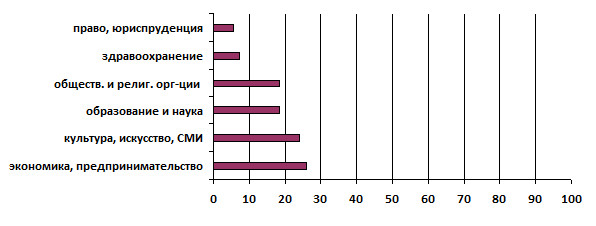 право, юриспруденция
здравоохранение
обществ. и религ. орг-ции
образование и наука
культура, искусство, СМИ
экономика, предпринимательство
0 10 20 30 40 50 60 70 80 90 100